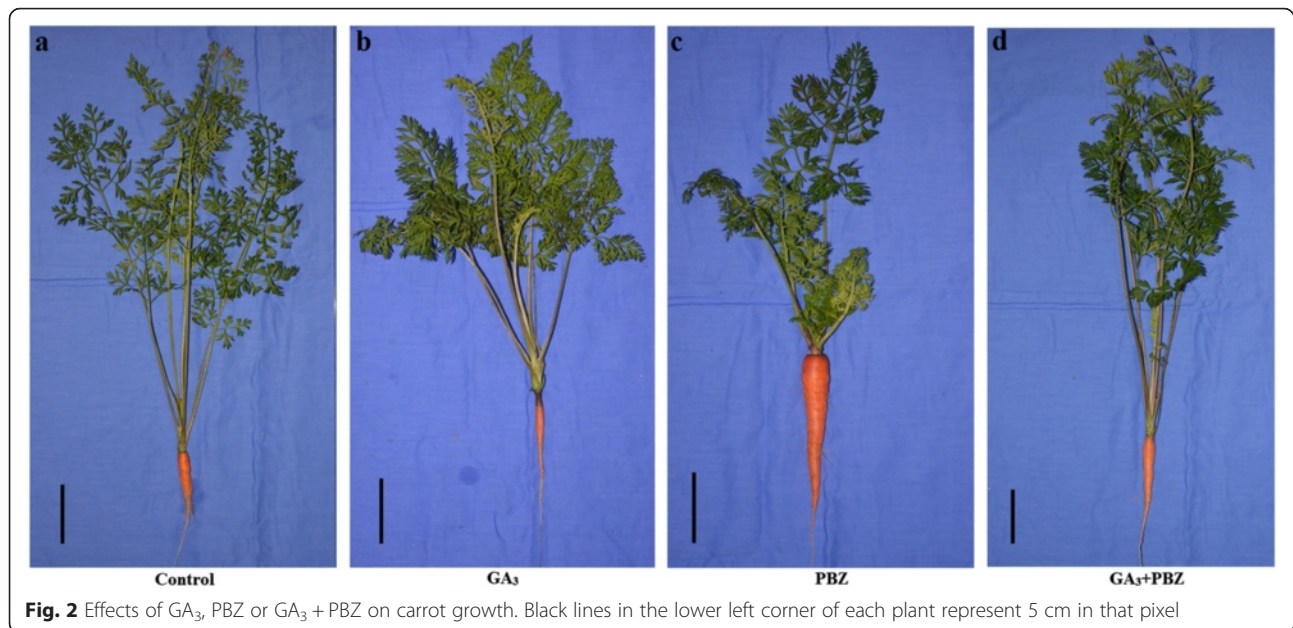 a
b
c
d
Control
GA₃
PBZ
GA₃+PBZ
Fig. 2 Effects of GA₃, PBZ or GA₃ + PBZ on carrot growth. Black lines in the lower left corner of each plant represent 5 cm in that pixel